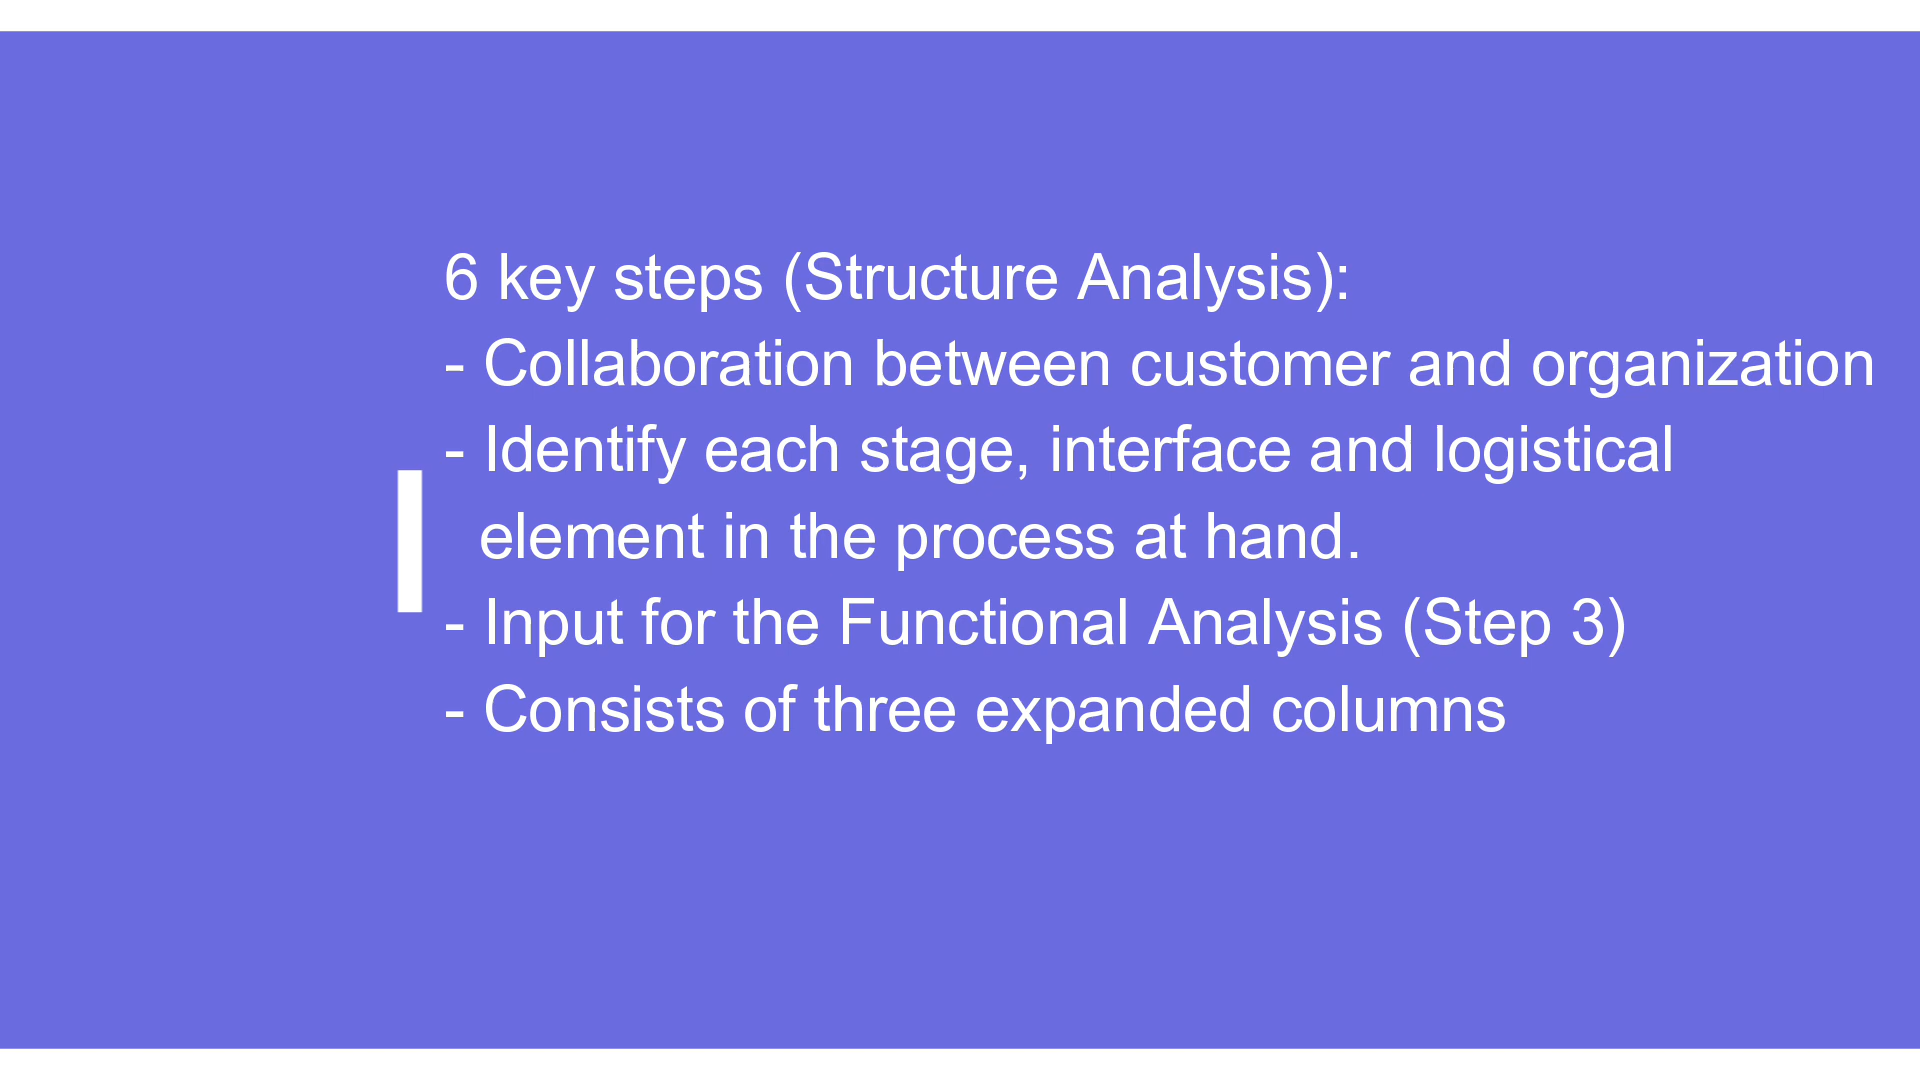 6 key steps (Structure Analysis):
- Collaboration between customer and organization
- Identify each stage, interface and logistical
element in the process at hand.
- Input for the Functional Analysis (Step 3)
- Consists of three expanded columns